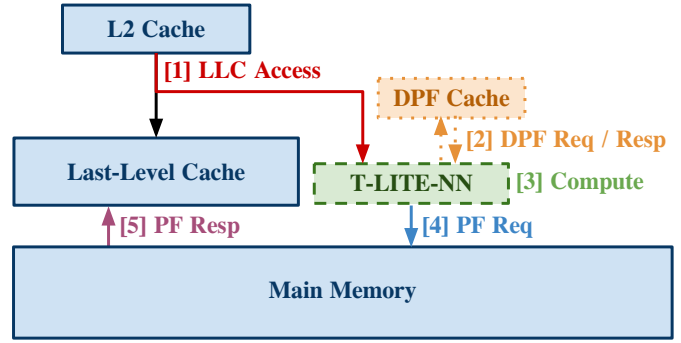 L2 Cache
[1] LLC Access
DPF Cache
[2] DPF Req / Resp
Last-Level Cache
T-LITE-NN
[3] Compute
[5] PF Resp
[4] PF Req
Main Memory